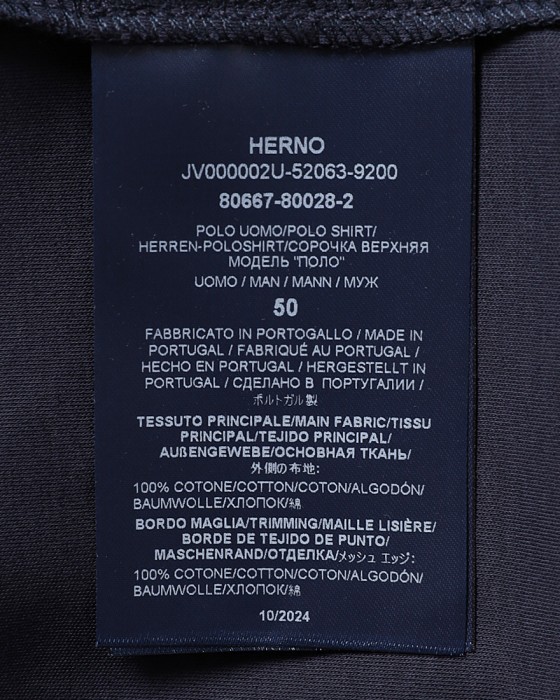 HERNO
JV000002U-52063-9200
80667-80028-2
POLO UOMO/POLO SHIRT/
HERREN-POLOSHIRT/СОРОЧКА ВЕРХНЯЯ
МОДЕЛЬ "ПОЛО"
UOMO / MAN / MANN / МУЖ
50
FABBRICATO IN PORTOGALLO / MADE IN
PORTUGAL / FABRIQUÉ AU PORTUGAL /
HECHO EN PORTUGAL / HERGESTELLT IN
PORTUGAL / СДЕЛАНО В ПОРТУГАЛИИ /
ポルトガル製
TESSUTO PRINCIPALE/MAIN FABRIC/TISSU
PRINCIPAL/TEJIDO PRINCIPAL/
AUßENGEWEBE/ОСНОВНАЯ ТКАНЬ/
外側の布地:
100% COTONE/COTTON/COTON/ALGODÓN/
BAUMWOLLE/ХЛОПОК/綿
BORDO MAGLIA/TRIMMING/MAILLE LISIÈRE/
BORDE DE TEJIDO DE PUNTO/
MASCHENRAND/ОТДЕЛКА/メッシュ エッジ:
100% COTONE/COTTON/COTON/ALGODÓN/
BAUMWOLLE/ХЛОПОК/綿
10/2024